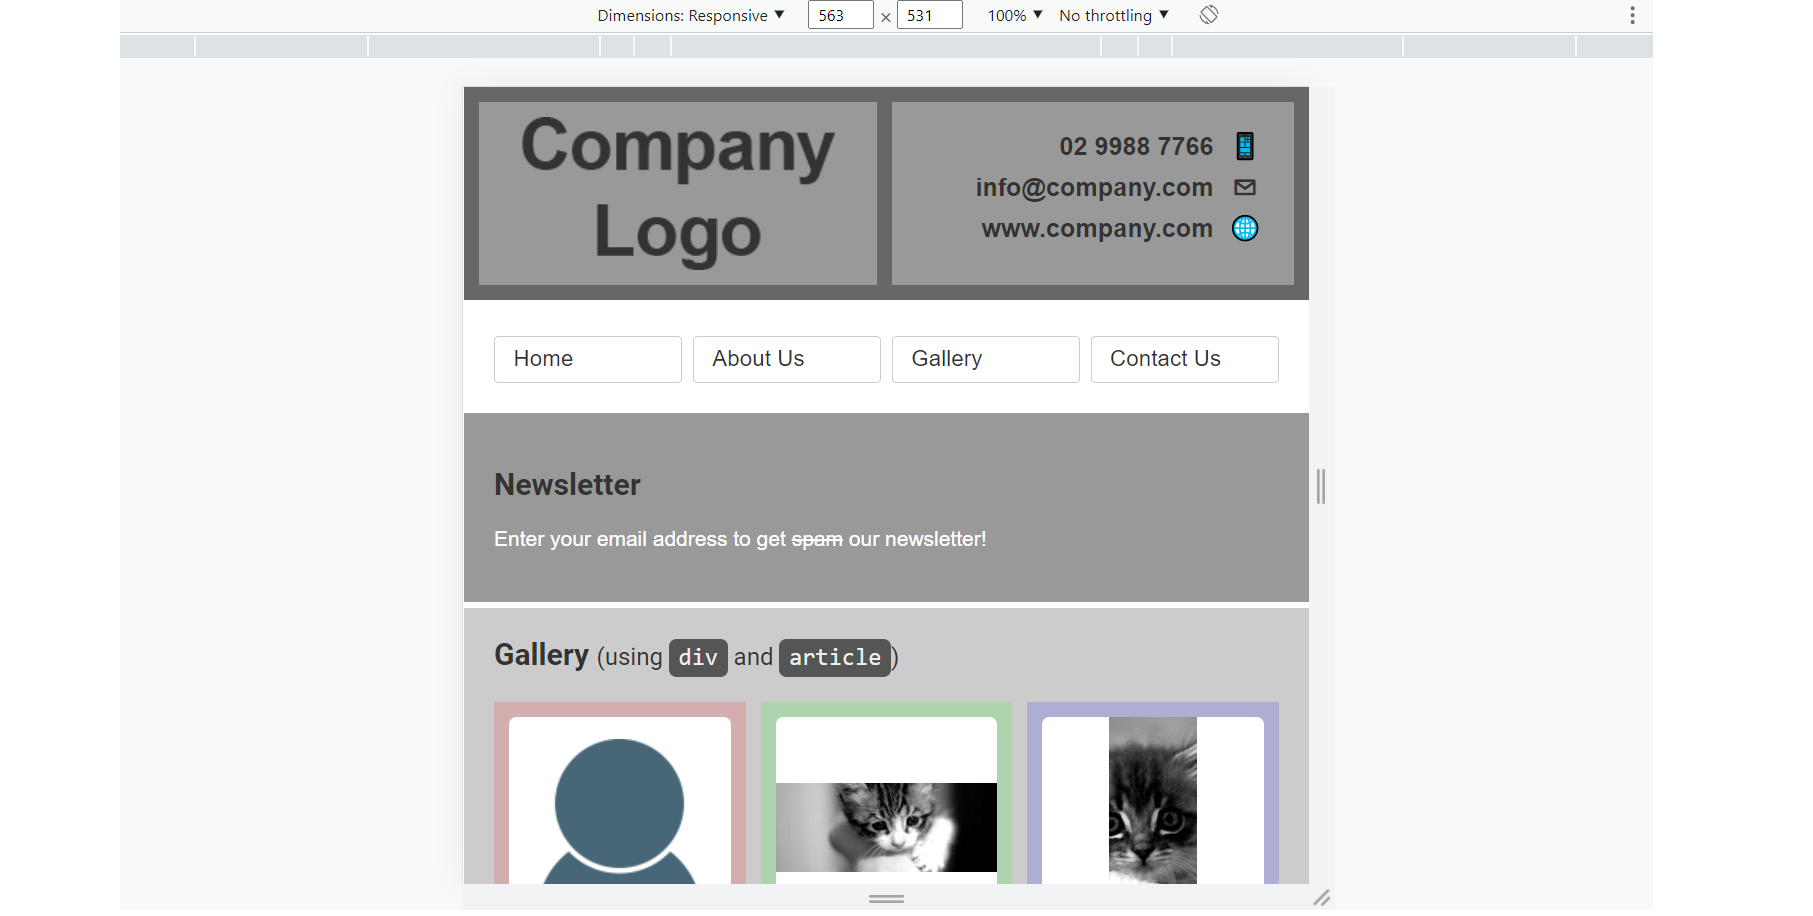 Dimensions: Responsive ▼ 563 × 531 100% ▼ No throttling ▼
Company
Logo
02 9988 7766
info@company.com
www.company.com
Home About Us Gallery Contact Us
Newsletter
Enter your email address to get spam our newsletter!
Gallery (using div and article)